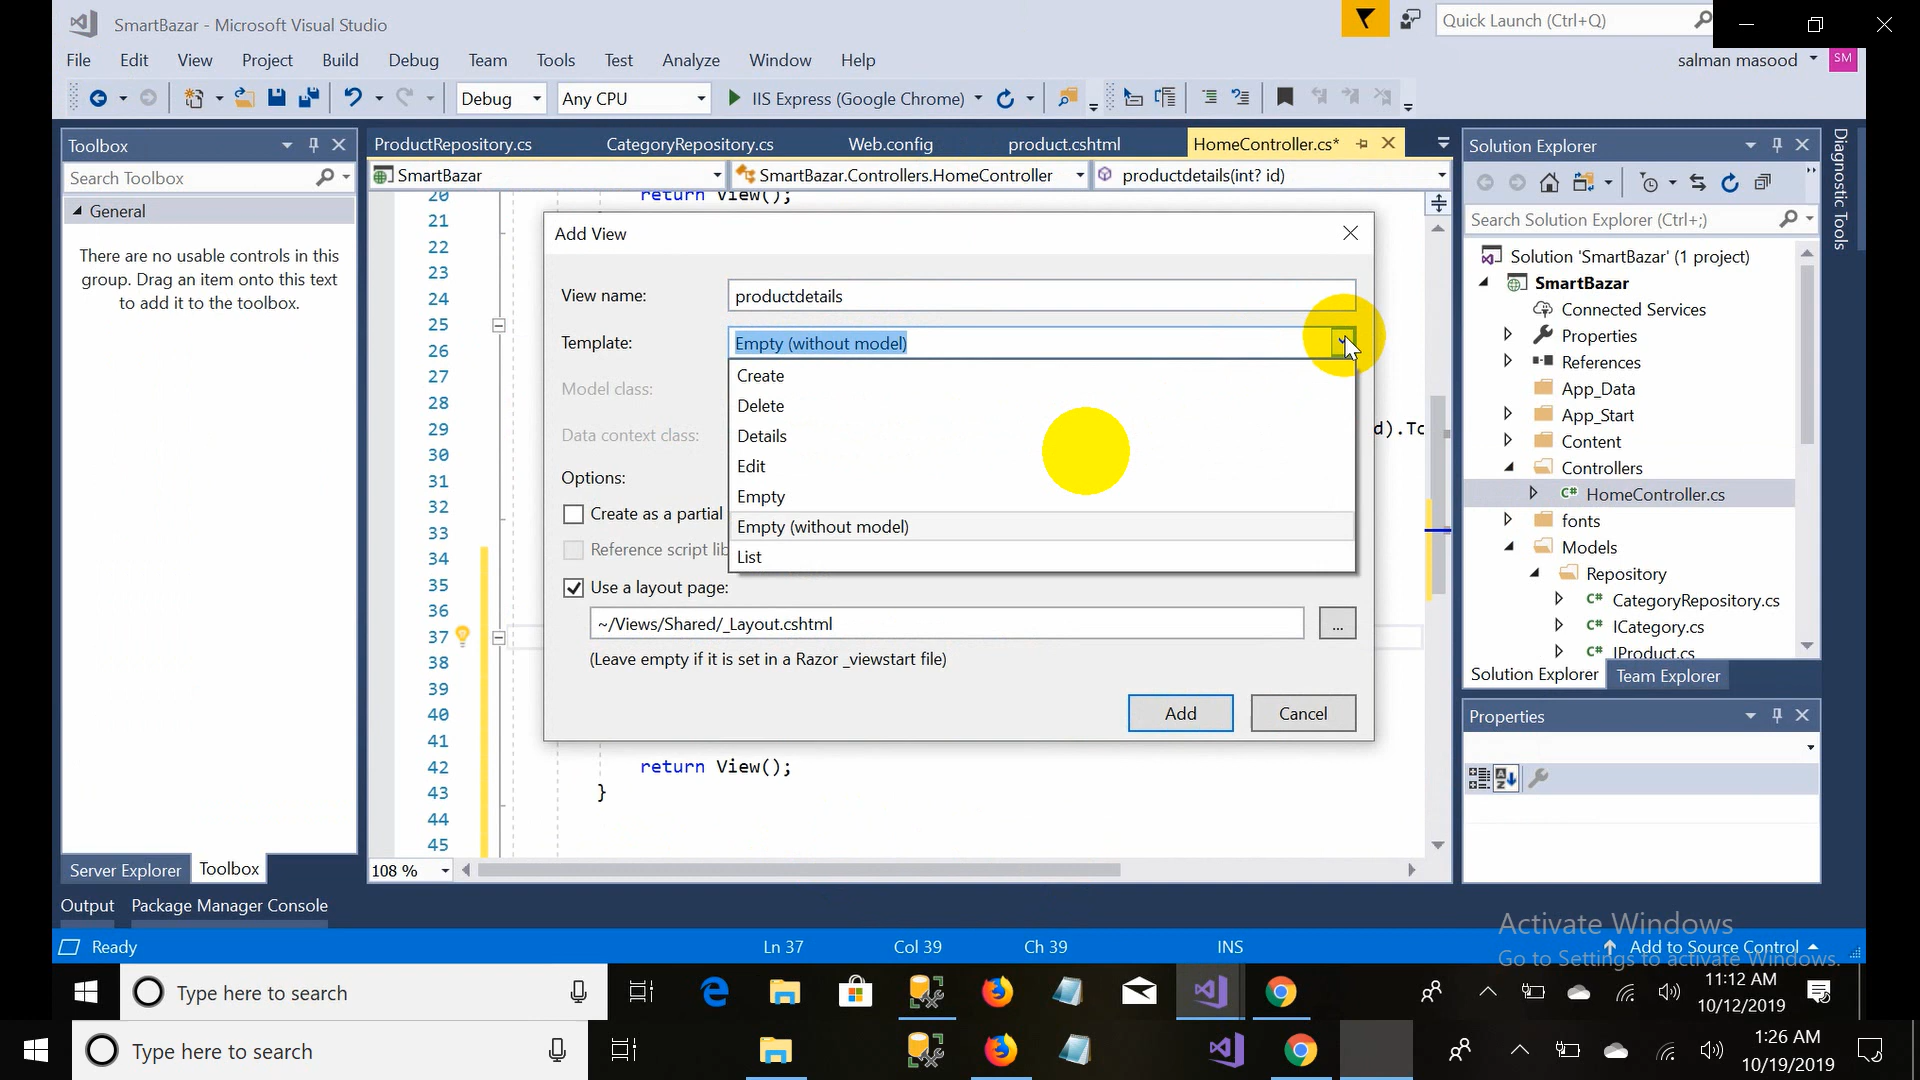 SmartBazar - Microsoft Visual Studio
Quick Launch (Ctrl+Q)
File Edit View Project Build Debug Team Tools Test Analyze Window Help
salman masood SM
Debug Any CPU IIS Express (Google Chrome)
Toolbox
Search Toolbox
General
There are no usable controls in this
group. Drag an item onto this text
to add it to the toolbox.
Server Explorer Toolbox
ProductRepository.cs CategoryRepository.cs Web.config product.cshtml HomeController.cs*
SmartBazar SmartBazar.Controllers.HomeController productdetails(int? id)
20 return View();
21
22
23
24
25
26
27
28
29 d).To
30
31
32
33
34
35
36
37
38
39
40
41
42 return View();
43 }
44
45
108 %
Add View
View name: productdetails
Template: Empty (without model)
Create
Delete
Details
Edit
Empty
Empty (without model)
List
Model class:
Data context class:
Options:
Create as a partial
Reference script lib
Use a layout page:
~/Views/Shared/_Layout.cshtml
...
(Leave empty if it is set in a Razor _viewstart file)
Add Cancel
Solution Explorer
Search Solution Explorer (Ctrl+;)
Solution 'SmartBazar' (1 project)
SmartBazar
Connected Services
Properties
References
App_Data
App_Start
Content
Controllers
C# HomeController.cs
fonts
Models
Repository
C# CategoryRepository.cs
C# ICategory.cs
C# IProduct.cs
Solution Explorer Team Explorer
Properties
Diagnostic Tools
Output Package Manager Console
Activate Windows
Go to Settings to activate Windows.
Ready Ln 37 Col 39 Ch 39 INS Add to Source Control
Type here to search
11:12 AM
10/12/2019
Type here to search
1:26 AM
10/19/2019